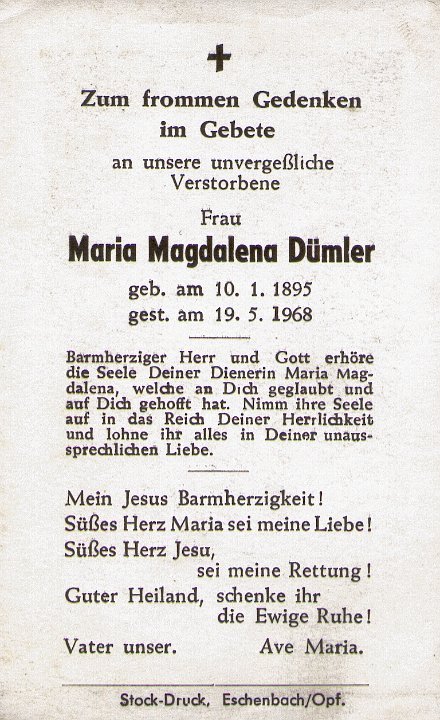 Zum frommen Gedenken
im Gebete
an unsere unvergeßliche
Verstorbene
Frau
Maria Magdalena Dümler
geb. am 10. 1. 1895
gest. am 19. 5. 1968
Barmherziger Herr und Gott erhöre
die Seele Deiner Dienerin Maria Mag-
dalena, welche an Dich geglaubt und
auf Dich gehofft hat. Nimm ihre Seele
auf in das Reich Deiner Herrlichkeit
und lohne ihr alles in Deiner unaus-
sprechlichen Liebe.
Mein Jesus Barmherzigkeit!
Süßes Herz Maria sei meine Liebe!
Süßes Herz Jesu,
sei meine Rettung!
Guter Heiland, schenke ihr
die Ewige Ruhe!
Vater unser. Ave Maria.
Stock-Druck, Eschenbach/Opf.